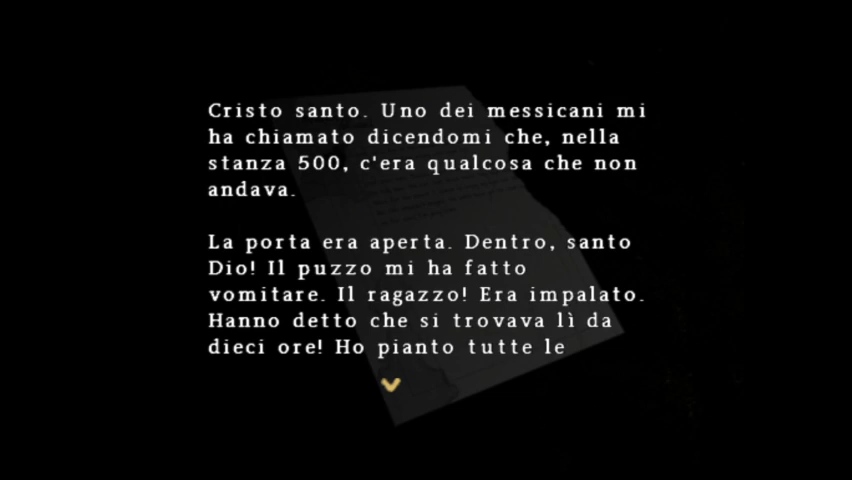 Cristo santo. Uno dei messicani mi
ha chiamato dicendomi che, nella
stanza 500, c'era qualcosa che non
andava.
La porta era aperta. Dentro, santo
Dio! Il puzzo mi ha fatto
vomitare. Il ragazzo! Era impalato.
Hanno detto che si trovava lì da
dieci ore! Ho pianto tutte le